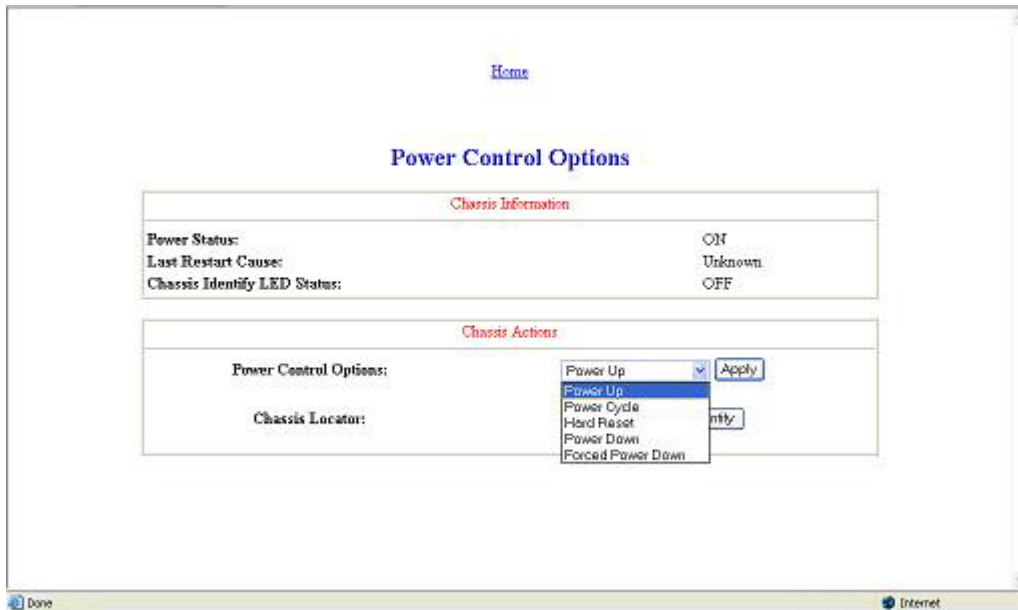 Home
Power Control Options
Chassis Information
Power Status: ON
Last Restart Cause: Unknown
Chassis Identify LED Status: OFF
Chassis Actions
Power Control Options: Power Up Apply
Power Up
Power Cycle
Hard Reset
Power Down
Forced Power Down
Chassis Locator: ntify
Done Internet